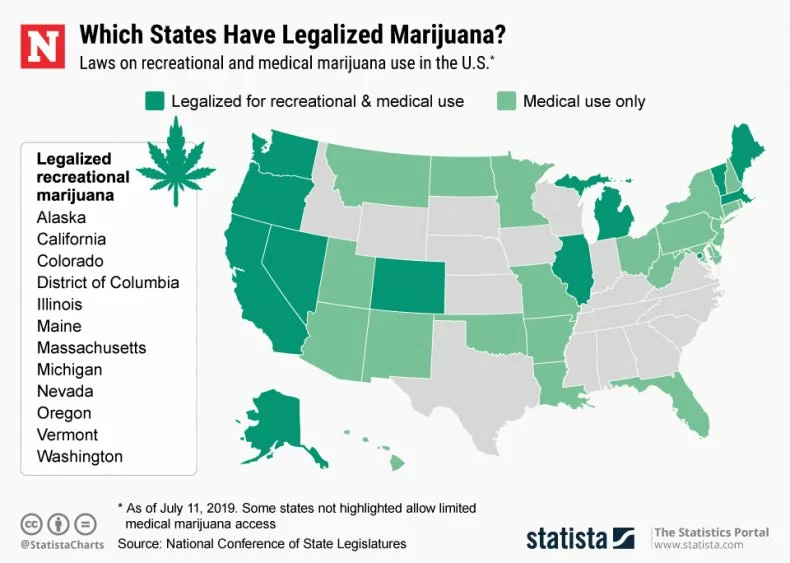 N
Which States Have Legalized Marijuana?
Laws on recreational and medical marijuana use in the U.S.*
Legalized for recreational & medical use
Medical use only
Legalized
recreational
marijuana
Alaska
California
Colorado
District of Columbia
Illinois
Maine
Massachusetts
Michigan
Nevada
Oregon
Vermont
Washington
* As of July 11, 2019. Some states not highlighted allow limited
medical marijuana access
Source: National Conference of State Legislatures
cc
@StatistaCharts
statista
The Statistics Portal
www.statista.com